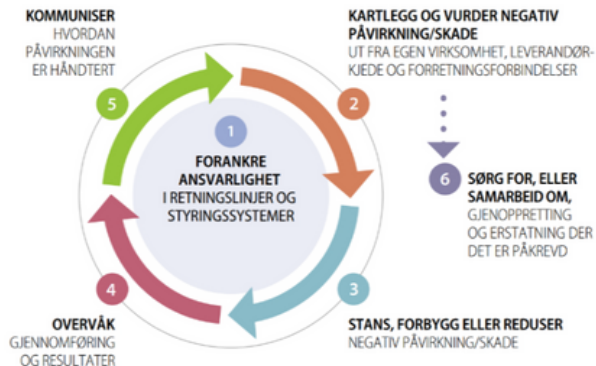 1
FORANKRE
ANSVARLIGHET
I RETNINGSLINJER OG
STYRINGSSYSTEMER
2
KARTLEGG OG VURDER NEGATIV
PÅVIRKNING/SKADE
UT FRA EGEN VIRKSOMHET, LEVERANDØR-
KJEDE OG FORRETNINGSFORBINDELSER
3
STANS, FORBYGG ELLER REDUSER
NEGATIV PÅVIRKNING/SKADE
4
OVERVÅK
GJENNOMFØRING
OG RESULTATER
5
KOMMUNISER
HVORDAN
PÅVIRKNINGEN
ER HÅNDTERT
6
SØRG FOR, ELLER
SAMARBEID OM,
GJENOPPRETTING
OG ERSTATNING DER
DET ER PÅKREVD